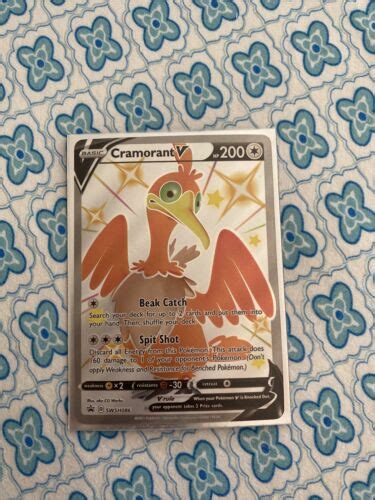 BASIC Cramorant V HP 200
Beak Catch
Search your deck for up to 2 cards and put them into
your hand. Then, shuffle your deck.
Spit Shot
Discard all Energy from this Pokémon. This attack does
60 damage to 1 of your opponent's Pokémon. (Don't
apply Weakness and Resistance for Benched Pokémon.)
weakness ×2 resistance -30 retreat
V rule
When your Pokémon V is Knocked Out,
your opponent takes 2 Prize cards.
SWSH086